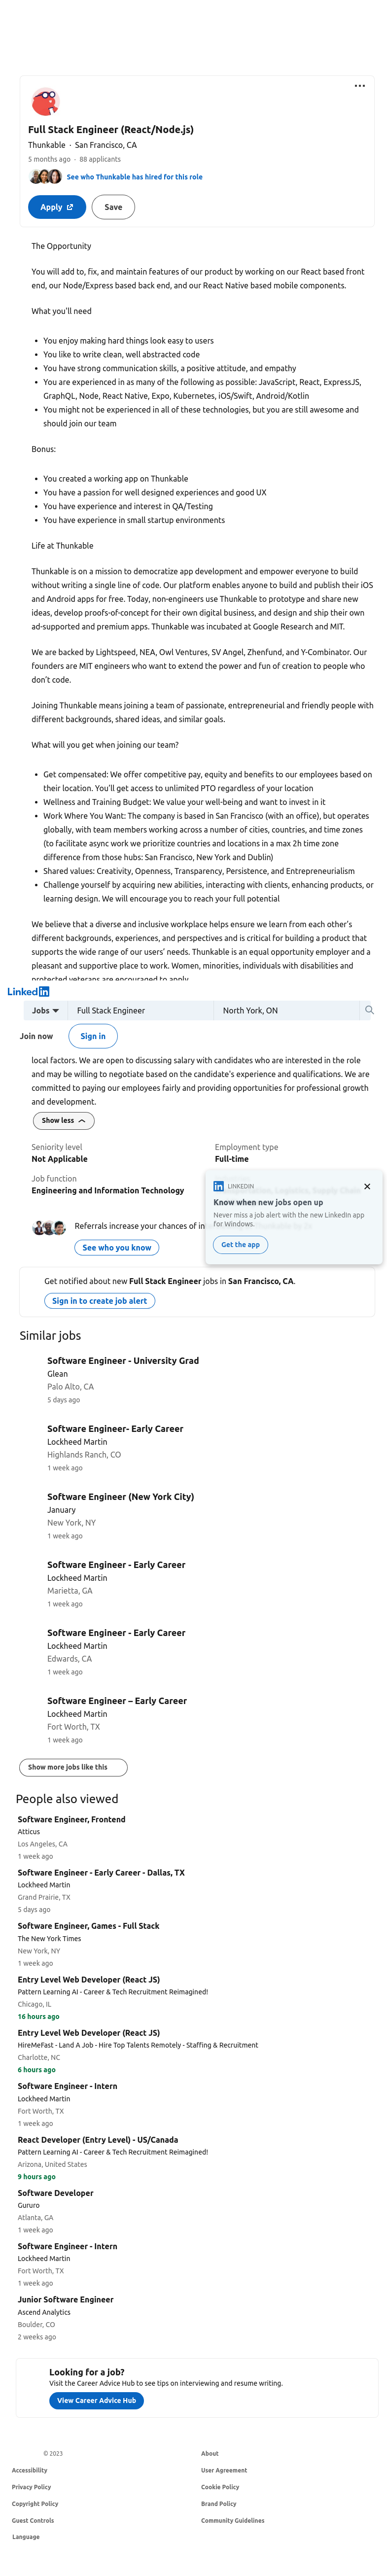 Full Stack Engineer (React/Node.js)
Thunkable · San Francisco, CA
5 months ago · 88 applicants
See who Thunkable has hired for this role
Apply
Save
The Opportunity
You will add to, fix, and maintain features of our product by working on our React based front
end, our Node/Express based back end, and our React Native based mobile components.
What you'll need
• You enjoy making hard things look easy to users
• You like to write clean, well abstracted code
• You have strong communication skills, a positive attitude, and empathy
• You are experienced in as many of the following as possible: JavaScript, React, ExpressJS,
GraphQL, Node, React Native, Expo, Kubernetes, iOS/Swift, Android/Kotlin
• You might not be experienced in all of these technologies, but you are still awesome and
should join our team
Bonus:
• You created a working app on Thunkable
• You have a passion for well designed experiences and good UX
• You have experience and interest in QA/Testing
• You have experience in small startup environments
Life at Thunkable
Thunkable is on a mission to democratize app development and empower everyone to build
without writing a single line of code. Our platform enables anyone to build and publish their iOS
and Android apps for free. Today, non-engineers use Thunkable to prototype and share new
ideas, develop proofs-of-concept for their own digital business, and design and ship their own
ad-supported and premium apps. Thunkable was incubated at Google Research and MIT.
We are backed by Lightspeed, NEA, Owl Ventures, SV Angel, Zhenfund, and Y-Combinator. Our
founders are MIT engineers who want to extend the power and fun of creation to people who
don't code.
Joining Thunkable means joining a team of passionate, entrepreneurial and friendly people with
different backgrounds, shared ideas, and similar goals.
What will you get when joining our team?
• Get compensated: We offer competitive pay, equity and benefits to our employees based on
their location. You'll get access to unlimited PTO regardless of your location
• Wellness and Training Budget: We value your well-being and want to invest in it
• Work Where You Want: The company is based in San Francisco (with an office), but operates
globally, with team members working across a number of cities, countries, and time zones
(to facilitate async work we prioritize countries and locations in a max 2h time zone
difference from those hubs: San Francisco, New York and Dublin)
• Shared values: Creativity, Openness, Transparency, Persistence, and Entrepreneurialism
• Challenge yourself by acquiring new abilities, interacting with clients, enhancing products, or
learning design. We will encourage you to reach your full potential
We believe that a diverse and inclusive workplace helps ensure we learn from each other's
different backgrounds, experiences, and perspectives and is critical for building a product that
supports the wide range of our users' needs. Thunkable is an equal opportunity employer and a
pleasant and supportive place to work. Women, minorities, individuals with disabilities and
protected veterans are encouraged to apply.
LinkedIn
Jobs
Full Stack Engineer
North York, ON
Join now
Sign in
local factors. We are open to discussing salary with candidates who are interested in the role
and may be willing to negotiate based on the candidate's experience and qualifications. We are
committed to paying our employees fairly and providing opportunities for professional growth
and development.
Show less
Seniority level
Not Applicable
Employment type
Full-time
Job function
Engineering and Information Technology
LINKEDIN
Know when new jobs open up
Never miss a job alert with the new LinkedIn app
for Windows.
Get the app
Referrals increase your chances of in
See who you know
Get notified about new Full Stack Engineer jobs in San Francisco, CA.
Sign in to create job alert
Similar jobs
Software Engineer - University Grad
Glean
Palo Alto, CA
5 days ago
Software Engineer- Early Career
Lockheed Martin
Highlands Ranch, CO
1 week ago
Software Engineer (New York City)
January
New York, NY
1 week ago
Software Engineer - Early Career
Lockheed Martin
Marietta, GA
1 week ago
Software Engineer - Early Career
Lockheed Martin
Edwards, CA
1 week ago
Software Engineer – Early Career
Lockheed Martin
Fort Worth, TX
1 week ago
Show more jobs like this
People also viewed
Software Engineer, Frontend
Atticus
Los Angeles, CA
1 week ago
Software Engineer - Early Career - Dallas, TX
Lockheed Martin
Grand Prairie, TX
5 days ago
Software Engineer, Games - Full Stack
The New York Times
New York, NY
1 week ago
Entry Level Web Developer (React JS)
Pattern Learning AI - Career & Tech Recruitment Reimagined!
Chicago, IL
16 hours ago
Entry Level Web Developer (React JS)
HireMeFast - Land A Job - Hire Top Talents Remotely - Staffing & Recruitment
Charlotte, NC
6 hours ago
Software Engineer - Intern
Lockheed Martin
Fort Worth, TX
1 week ago
React Developer (Entry Level) - US/Canada
Pattern Learning AI - Career & Tech Recruitment Reimagined!
Arizona, United States
9 hours ago
Software Developer
Gururo
Atlanta, GA
1 week ago
Software Engineer - Intern
Lockheed Martin
Fort Worth, TX
1 week ago
Junior Software Engineer
Ascend Analytics
Boulder, CO
2 weeks ago
Looking for a job?
Visit the Career Advice Hub to see tips on interviewing and resume writing.
View Career Advice Hub
© 2023
About
Accessibility
User Agreement
Privacy Policy
Cookie Policy
Copyright Policy
Brand Policy
Guest Controls
Community Guidelines
Language